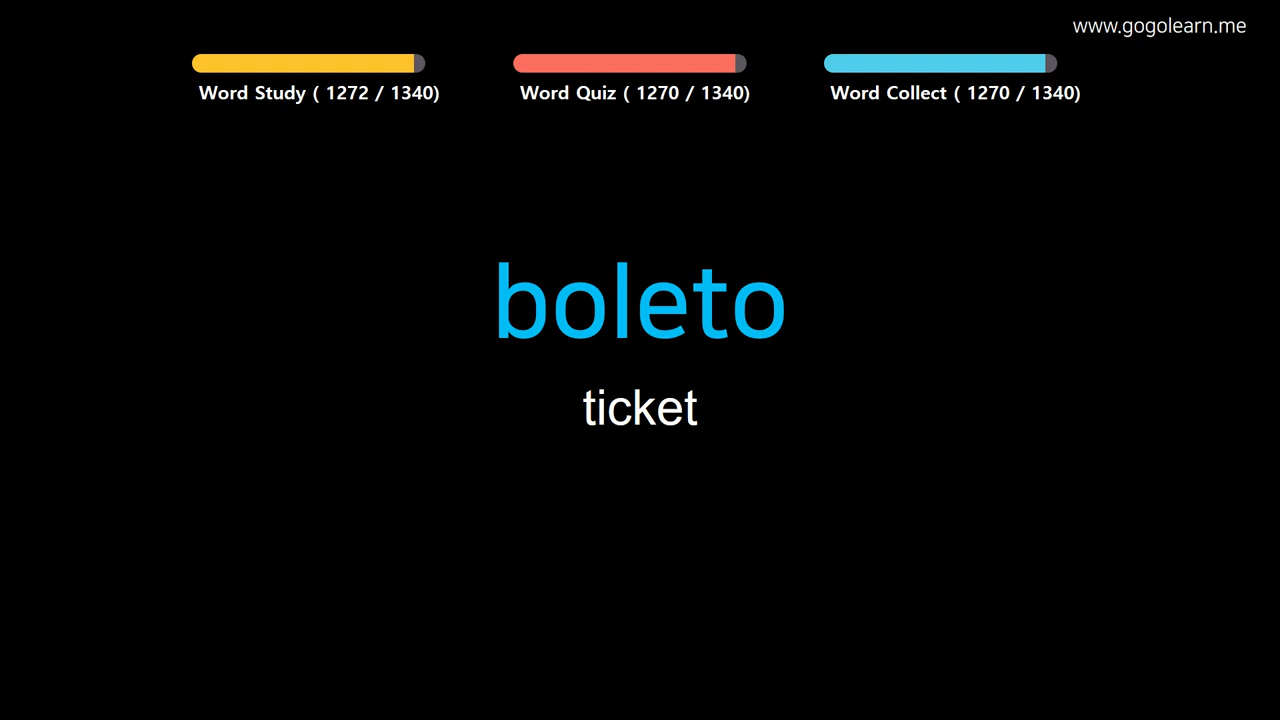 www.gogolearn.me
Word Study ( 1272 / 1340)
Word Quiz ( 1270 / 1340)
Word Collect ( 1270 / 1340)
boleto
ticket